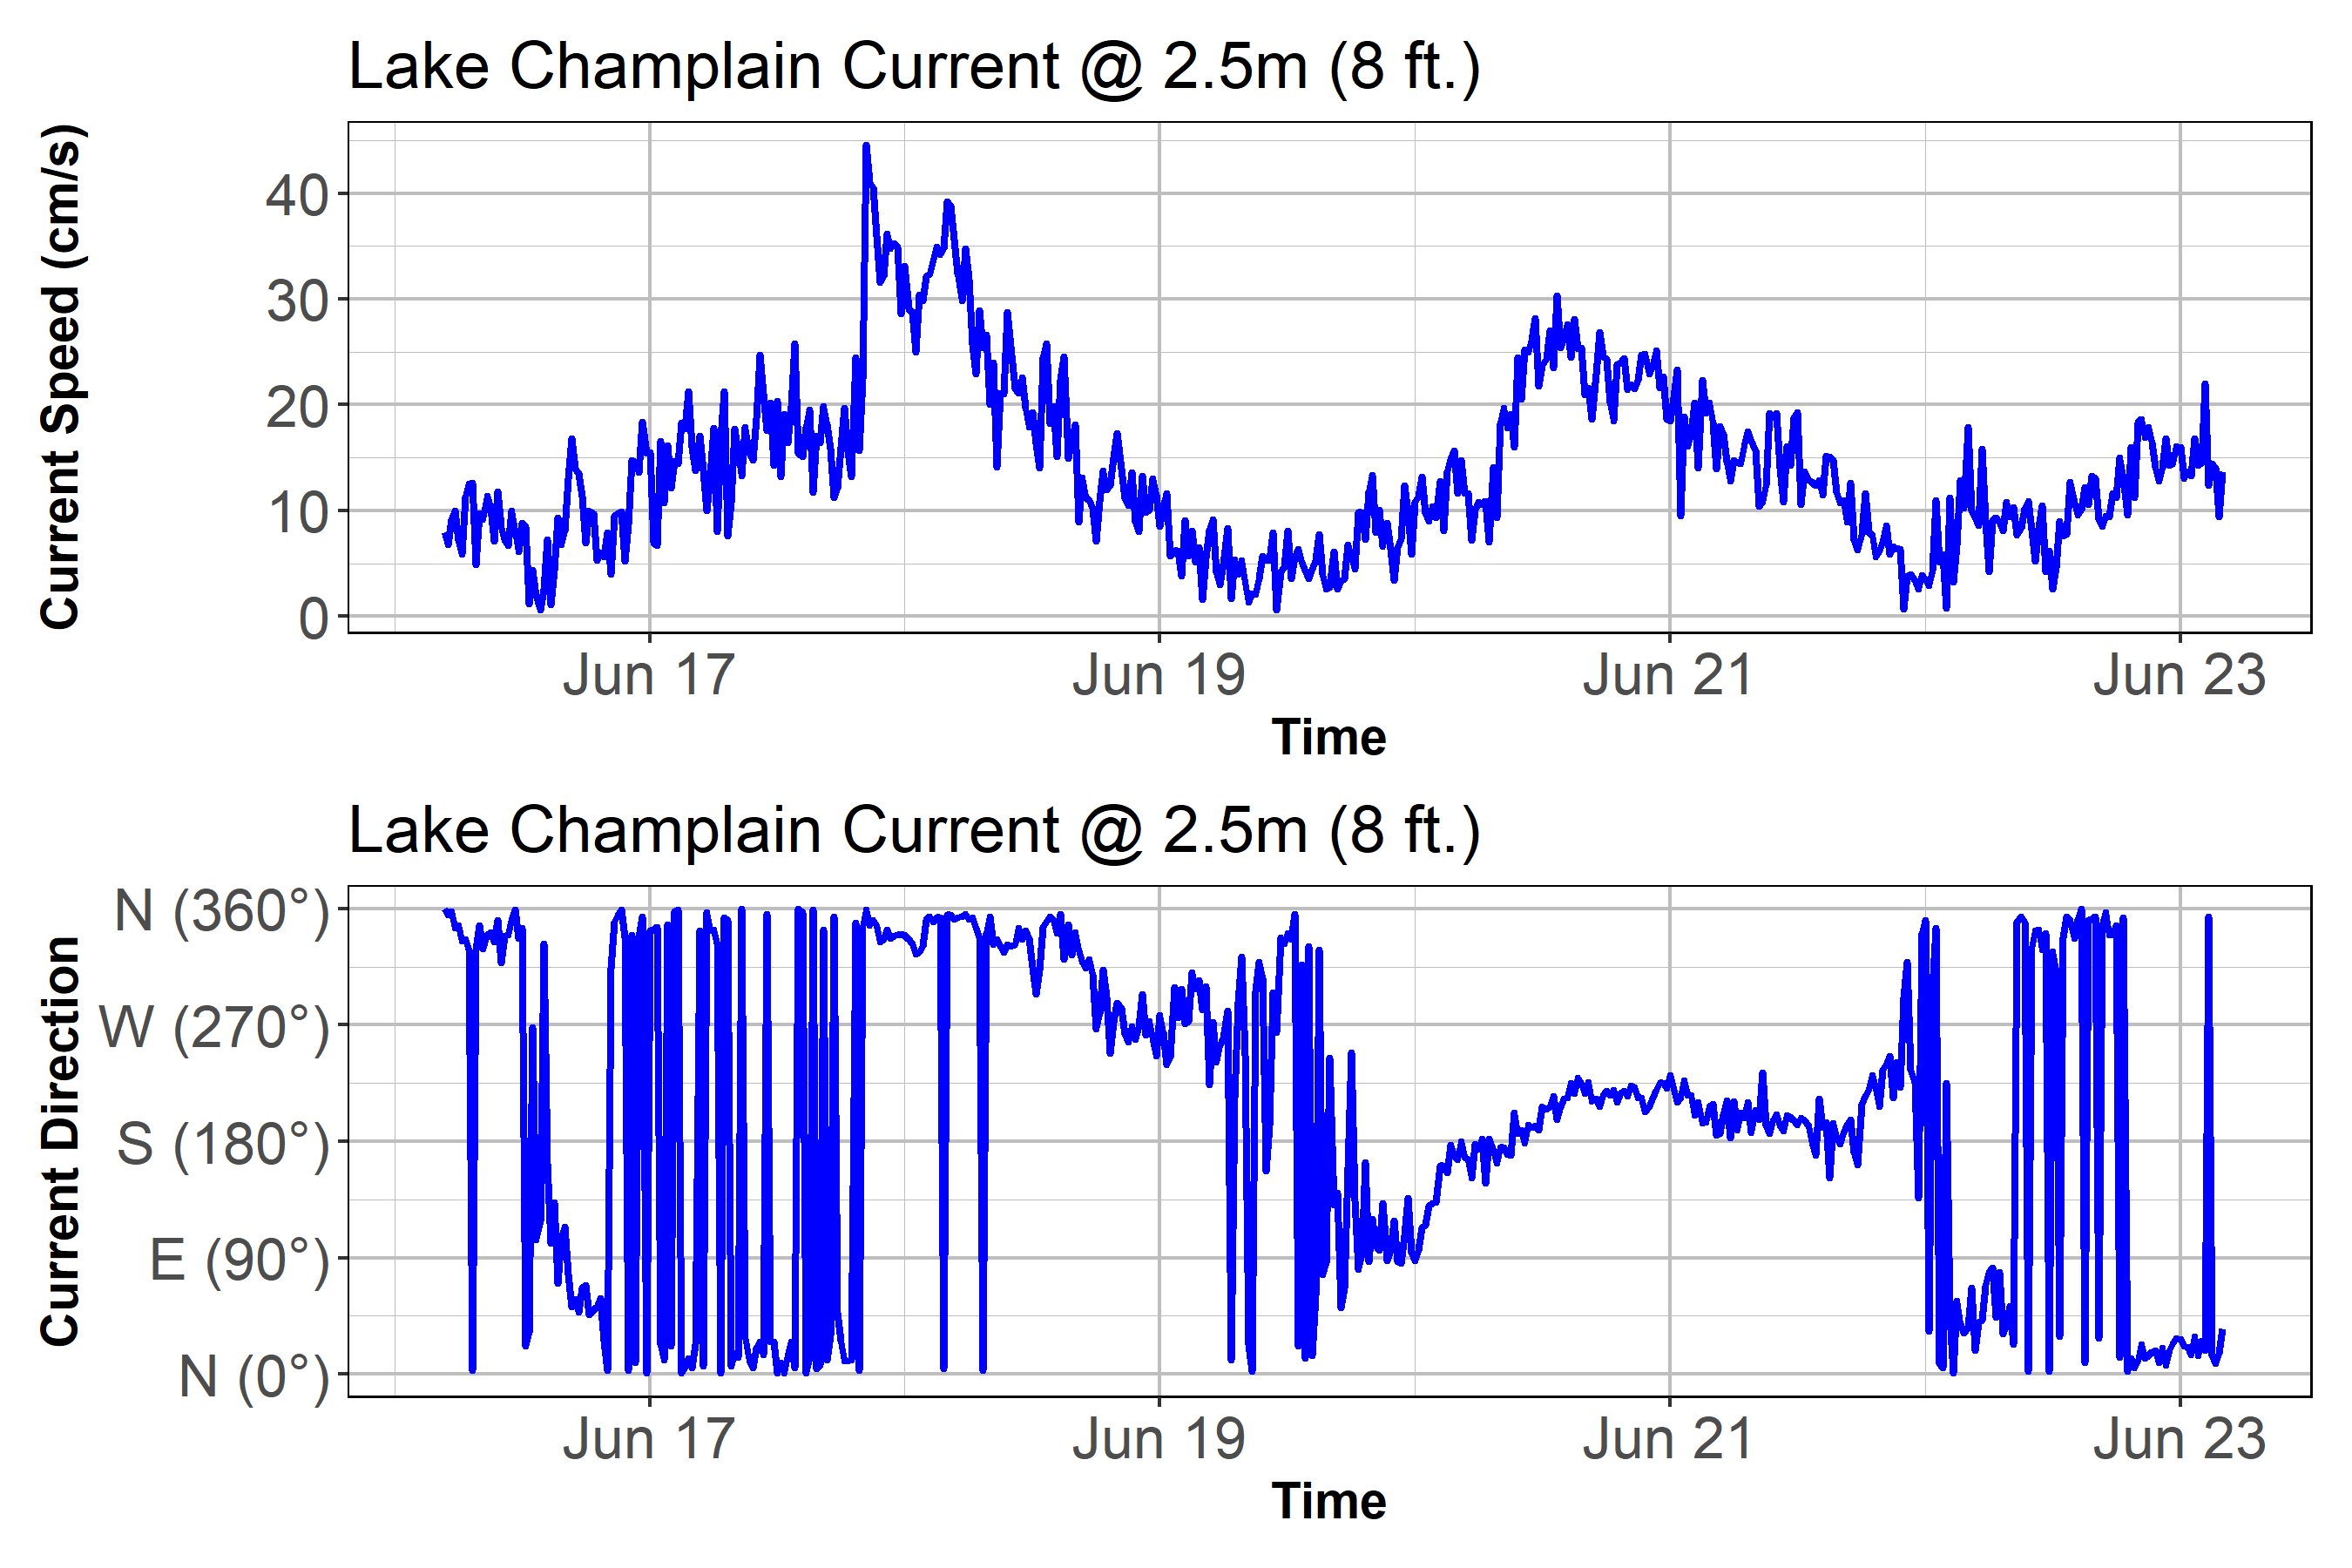 Lake Champlain Current @ 2.5m (8 ft.)
Current Speed (cm/s)
40
30
20
10
0
Jun 17 Jun 19 Jun 21 Jun 23
Time
Lake Champlain Current @ 2.5m (8 ft.)
Current Direction
N (360°)
W (270°)
S (180°)
E (90°)
N (0°)
Jun 17 Jun 19 Jun 21 Jun 23
Time